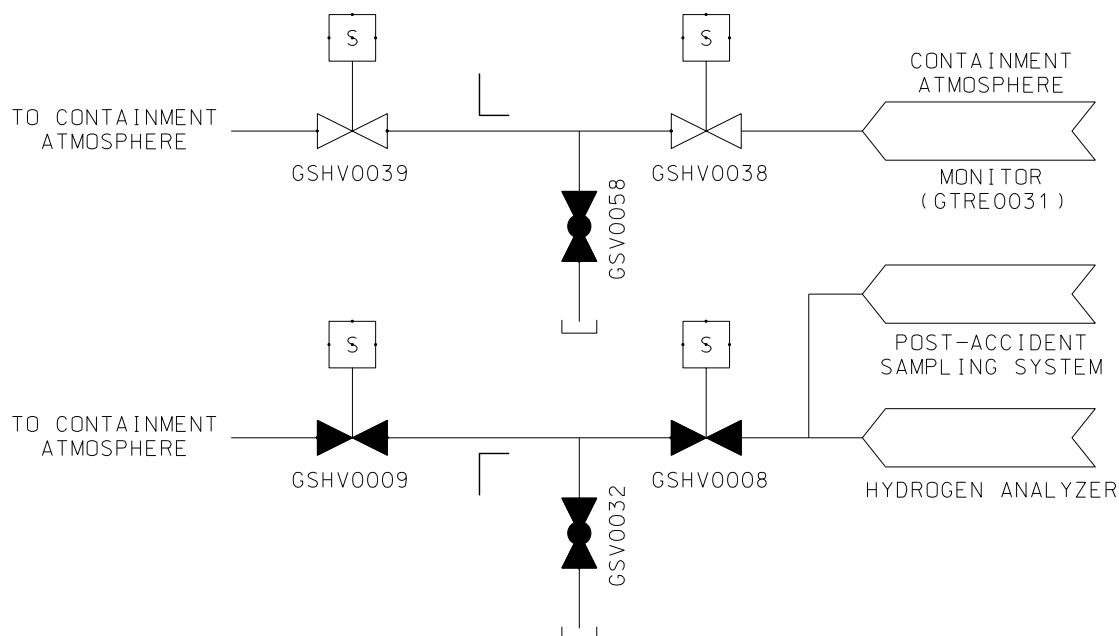 S
S
CONTAINMENT
ATMOSPHERE
TO CONTAINMENT
ATMOSPHERE
GSHV0039
GSHV0038
MONITOR
(GTRE0031)
GSV0058
S
S
POST-ACCIDENT
SAMPLING SYSTEM
TO CONTAINMENT
ATMOSPHERE
GSHV0009
GSHV0008
HYDROGEN ANALYZER
GSV0032